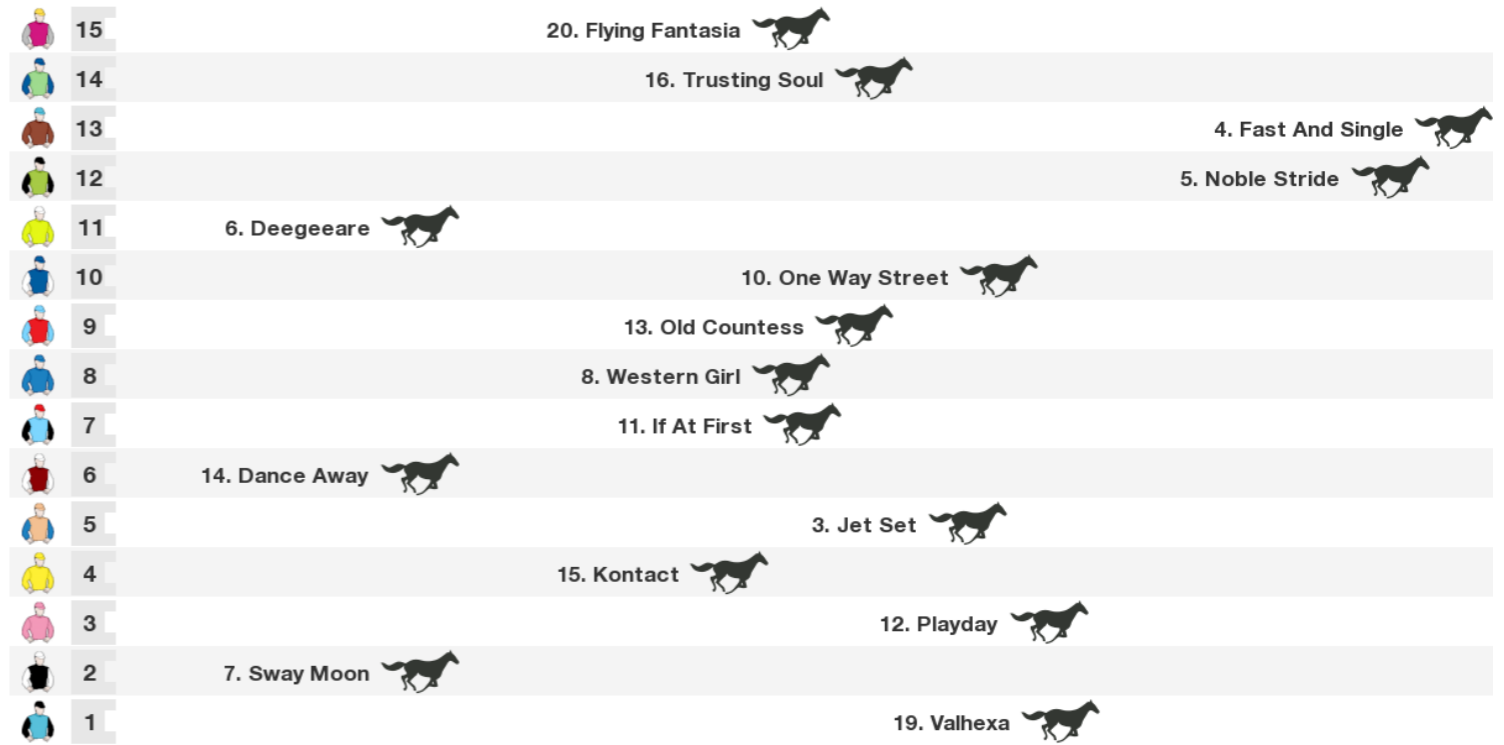 15 20. Flying Fantasia
14 16. Trusting Soul
13 4. Fast And Single
12 5. Noble Stride
11 6. Deegeeare
10 10. One Way Street
9 13. Old Countess
8 8. Western Girl
7 11. If At First
6 14. Dance Away
5 3. Jet Set
4 15. Kontact
3 12. Playday
2 7. Sway Moon
1 19. Valhexa